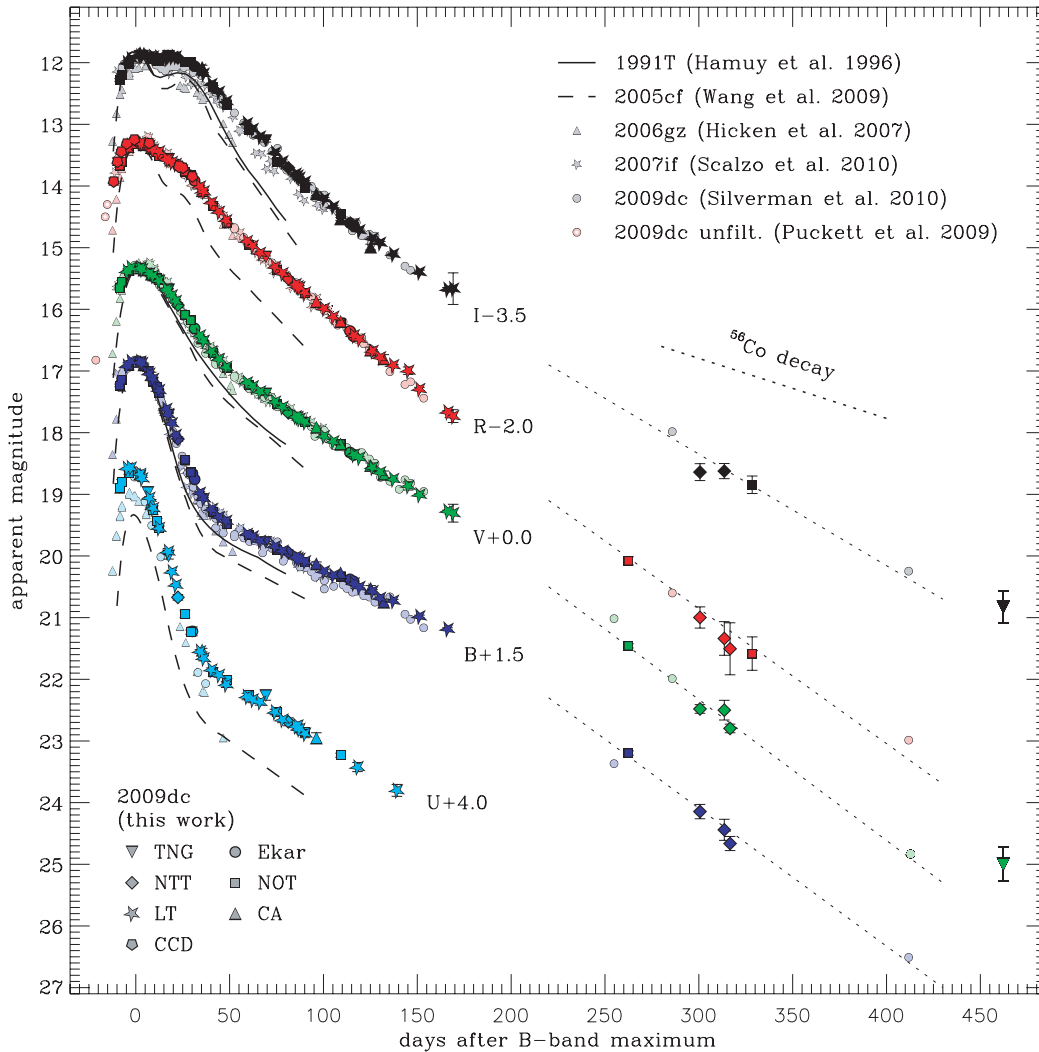 1991T (Hamuy et al. 1996)
2005cf (Wang et al. 2009)
2006gz (Hicken et al. 2007)
2007if (Scalzo et al. 2010)
2009dc (Silverman et al. 2010)
2009dc unfilt. (Puckett et al. 2009)
12
13
14
15
16
17
18
19
20
21
22
23
24
25
26
27
apparent magnitude
I−3.5
R−2.0
V+0.0
B+1.5
U+4.0
⁵⁶Co decay
2009dc
(this work)
TNG
Ekar
NTT
NOT
LT
CA
CCD
0
50
100
150
200
250
300
350
400
450
days after B−band maximum